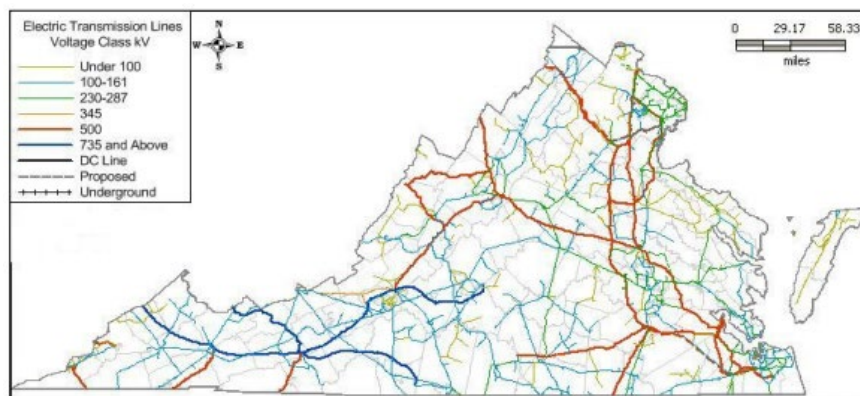 Electric Transmission Lines
Voltage Class kV
Under 100
100-161
230-287
345
500
735 and Above
DC Line
Proposed
Underground
N
W E
S
0 29.17 58.33
miles